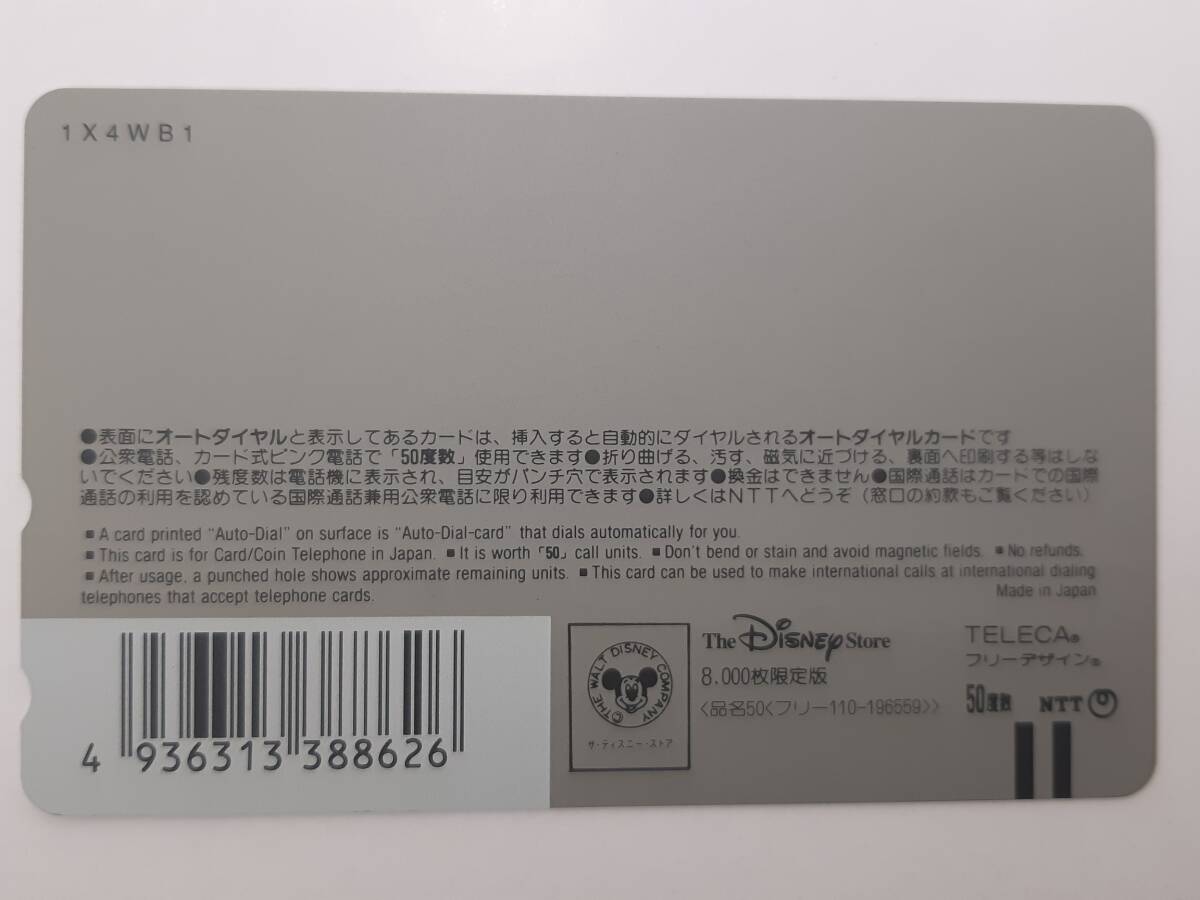 1X4WB1
●表面にオートダイヤルと表示してあるカードは、挿入すると自動的にダイヤルされるオートダイヤルカードです
●公衆電話、カード式ピンク電話で「50度数」使用できます●折り曲げる、汚す、磁気に近づける、裏面へ印刷する等はしな
いでください●残度数は電話機に表示され、目安がパンチ穴で表示されます●換金はできません●国際通話はカードでの国際
通話の利用を認めている国際通話兼用公衆電話に限り利用できます●詳しくはNTTへどうぞ(窓口の約款もご覧ください)
■ A card printed “Auto-Dial” on surface is “Auto-Dial-card” that dials automatically for you.
■ This card is for Card/Coin Telephone in Japan. ■ It is worth 「50」 call units. ■ Don't bend or stain and avoid magnetic fields. ■ No refunds.
■ After usage, a punched hole shows approximate remaining units. ■ This card can be used to make international calls at international dialing
telephones that accept telephone cards.
Made in Japan
4 936313 388626
©THE WALT DISNEY COMPANY
ザ・ディズニー・ストア
The Disney Store
8.000枚限定版
〈品名50<フリー110-196559>〉
TELECA®
フリーデザイン®
50度数 NTT